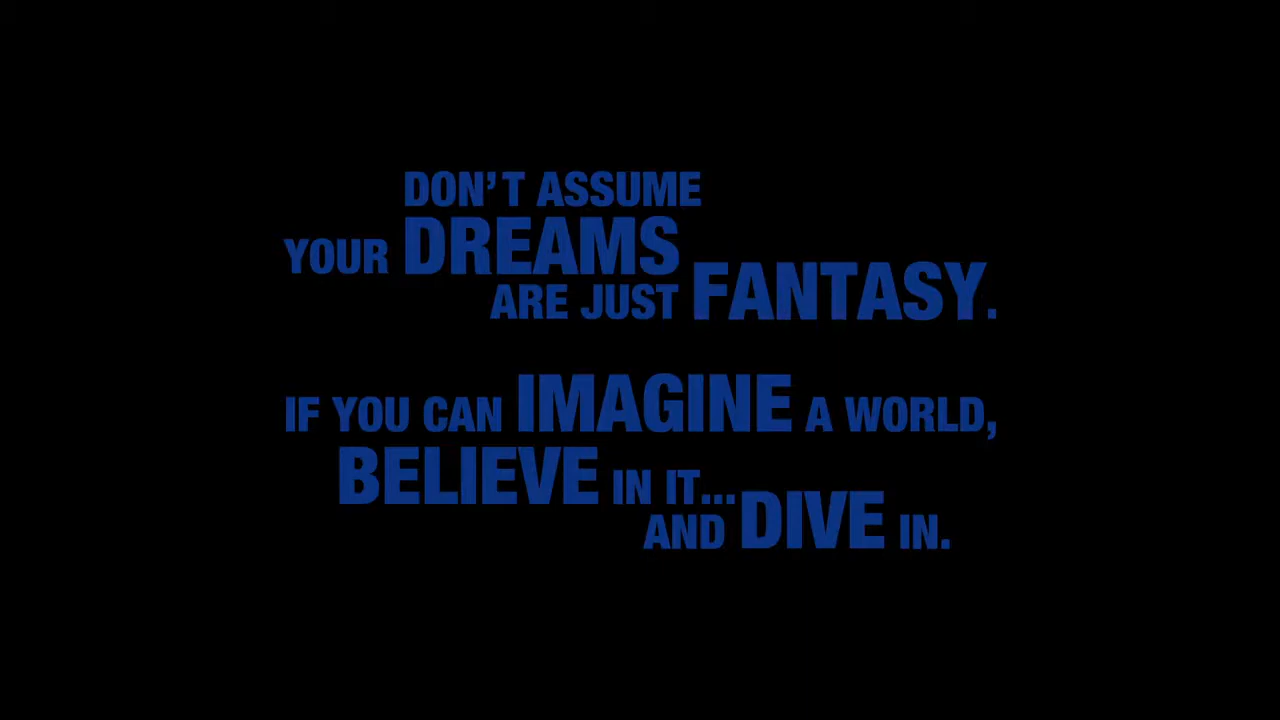 DON'T ASSUME
YOUR DREAMS
ARE JUST FANTASY.
IF YOU CAN IMAGINE A WORLD,
BELIEVE IN IT...
AND DIVE IN.